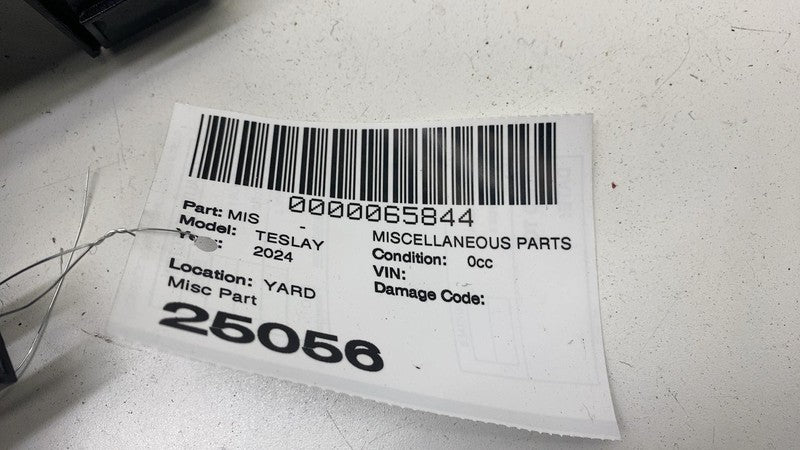 0000065844
Part: MIS -
MISCELLANEOUS PARTS
Model: TESLAY
Condition: 0cc
2024
VIN:
Location: YARD
Damage Code:
Misc Part
25056